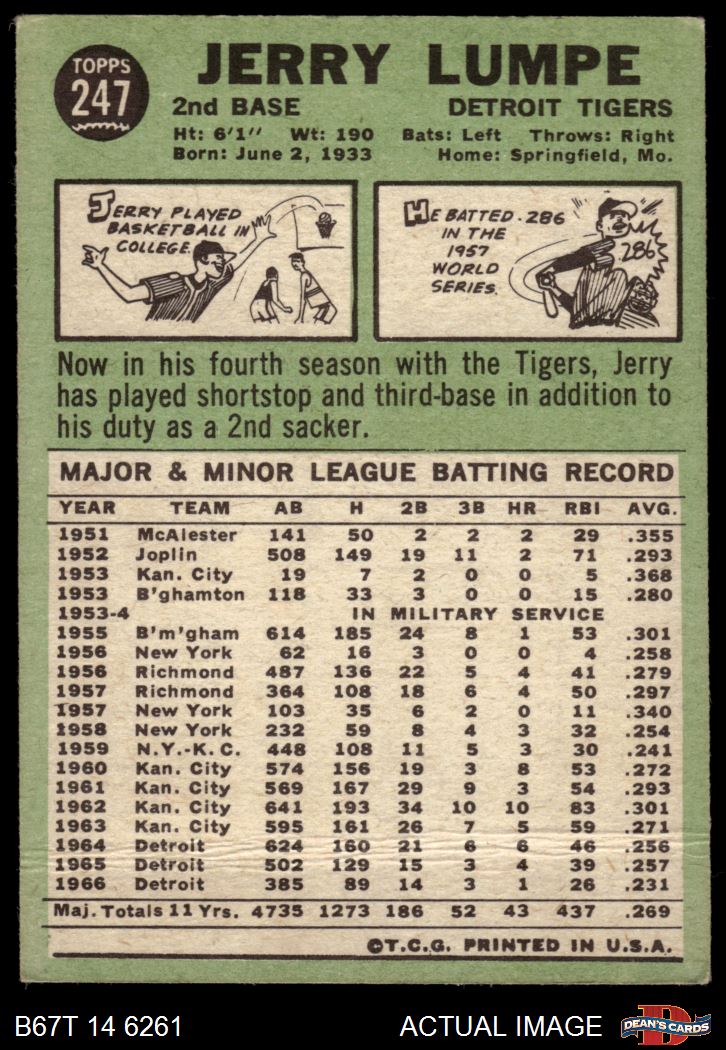 TOPPS
247
JERRY LUMPE
2nd BASE DETROIT TIGERS
Ht: 6'1" Wt: 190 Bats: Left Throws: Right
Born: June 2, 1933 Home: Springfield, Mo.
JERRY PLAYED
BASKETBALL IN
COLLEGE.
HE BATTED .286
IN THE
1957
WORLD
SERIES.
.286
Now in his fourth season with the Tigers, Jerry
has played shortstop and third-base in addition to
his duty as a 2nd sacker.
MAJOR & MINOR LEAGUE BATTING RECORD
YEAR TEAM AB H 2B 3B HR RBI AVG.
1951 McAlester 141 50 2 2 2 29 .355
1952 Joplin 508 149 19 11 2 71 .293
1953 Kan. City 19 7 2 0 0 5 .368
1953 B'ghamton 118 33 3 0 0 15 .280
1953-4 IN MILITARY SERVICE
1955 B'm'gham 614 185 24 8 1 53 .301
1956 New York 62 16 3 0 0 4 .258
1956 Richmond 487 136 22 5 4 41 .279
1957 Richmond 364 108 18 6 4 50 .297
1957 New York 103 35 6 2 0 11 .340
1958 New York 232 59 8 4 3 32 .254
1959 N.Y.-K.C. 448 108 11 5 3 30 .241
1960 Kan. City 574 156 19 3 8 53 .272
1961 Kan. City 569 167 29 9 3 54 .293
1962 Kan. City 641 193 34 10 10 83 .301
1963 Kan. City 595 161 26 7 5 59 .271
1964 Detroit 624 160 21 6 6 46 .256
1965 Detroit 502 129 15 3 4 39 .257
1966 Detroit 385 89 14 3 1 26 .231
Maj. Totals 11 Yrs. 4735 1273 186 52 43 437 .269
©T.C.G. PRINTED IN U.S.A.
B67T 14 6261 ACTUAL IMAGE
D
DEAN'S CARDS